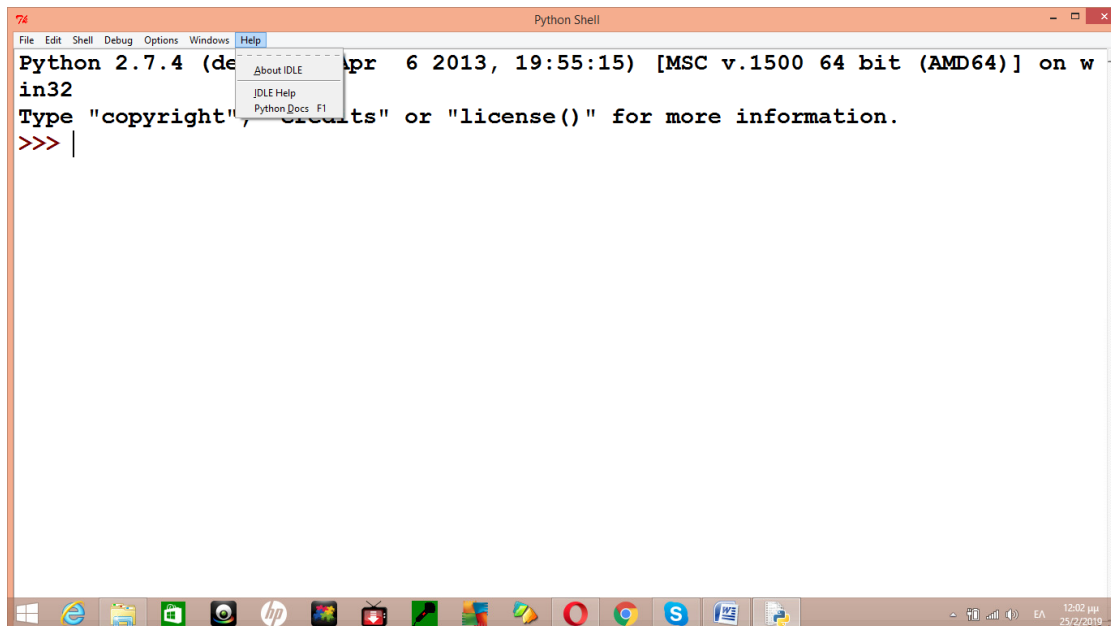 Python Shell
File Edit Shell Debug Options Windows Help
Python 2.7.4 (de Apr 6 2013, 19:55:15) [MSC v.1500 64 bit (AMD64)] on w
in32
Type "copyright", "credits" or "license()" for more information.
>>>
About IDLE
IDLE Help
Python Docs F1
hp
S
W
ΕΛ
12:02 μμ
25/2/2019